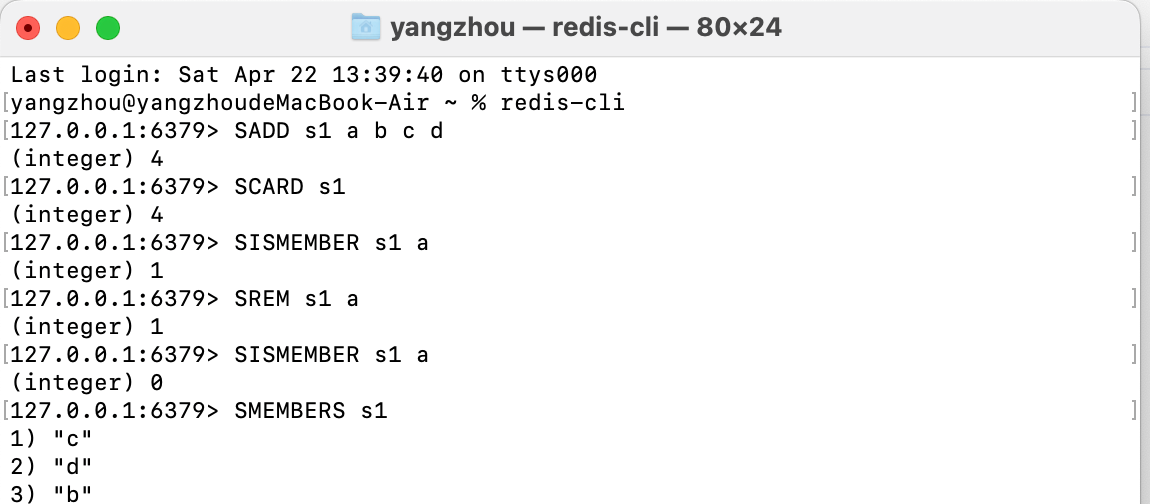 yangzhou — redis-cli — 80×24
Last login: Sat Apr 22 13:39:40 on ttys000
[yangzhou@yangzhoudeMacBook-Air ~ % redis-cli ]
[127.0.0.1:6379> SADD s1 a b c d ]
(integer) 4
[127.0.0.1:6379> SCARD s1 ]
(integer) 4
[127.0.0.1:6379> SISMEMBER s1 a ]
(integer) 1
[127.0.0.1:6379> SREM s1 a ]
(integer) 1
[127.0.0.1:6379> SISMEMBER s1 a ]
(integer) 0
[127.0.0.1:6379> SMEMBERS s1 ]
1) "c"
2) "d"
3) "b"